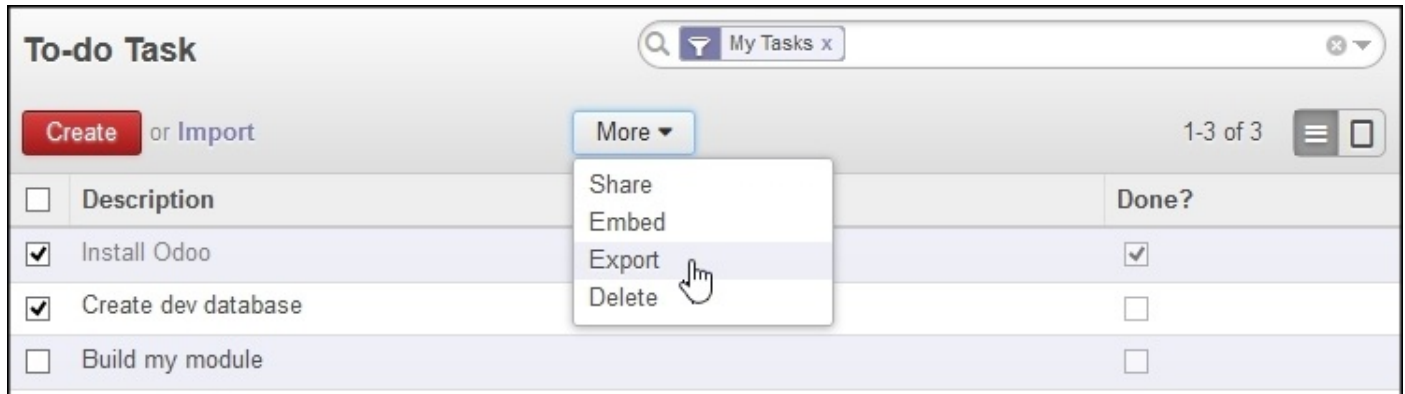 To-do Task
My Tasks x
Create or Import
More
1-3 of 3
Share
Embed
Export
Delete
Description
Done?
Install Odoo
Create dev database
Build my module